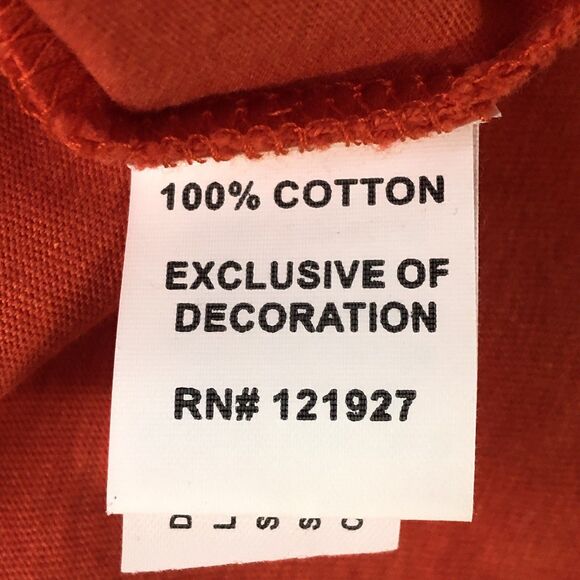 100% COTTON
EXCLUSIVE OF
DECORATION
RN# 121927